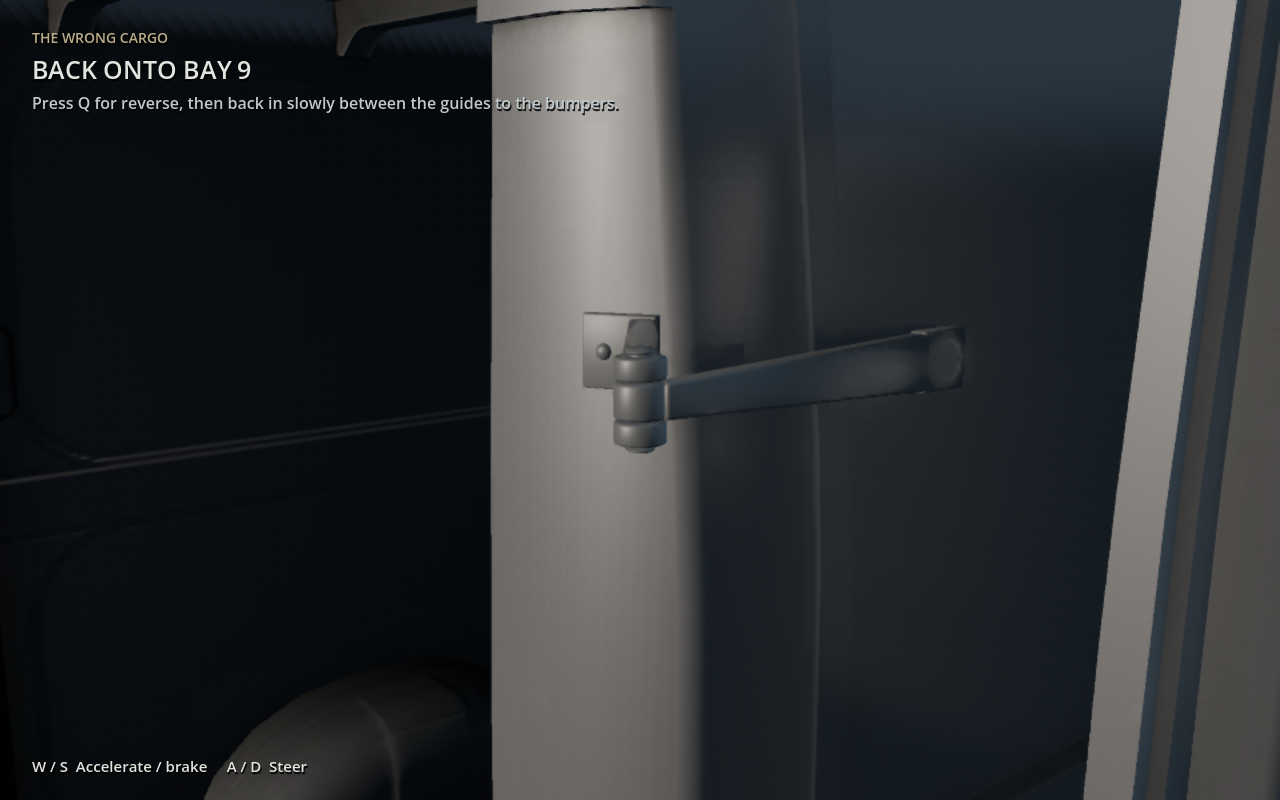 THE WRONG CARGO
BACK ONTO BAY 9
Press Q for reverse, then back in slowly between the guides to the bumpers.
W / S Accelerate / brake A / D Steer